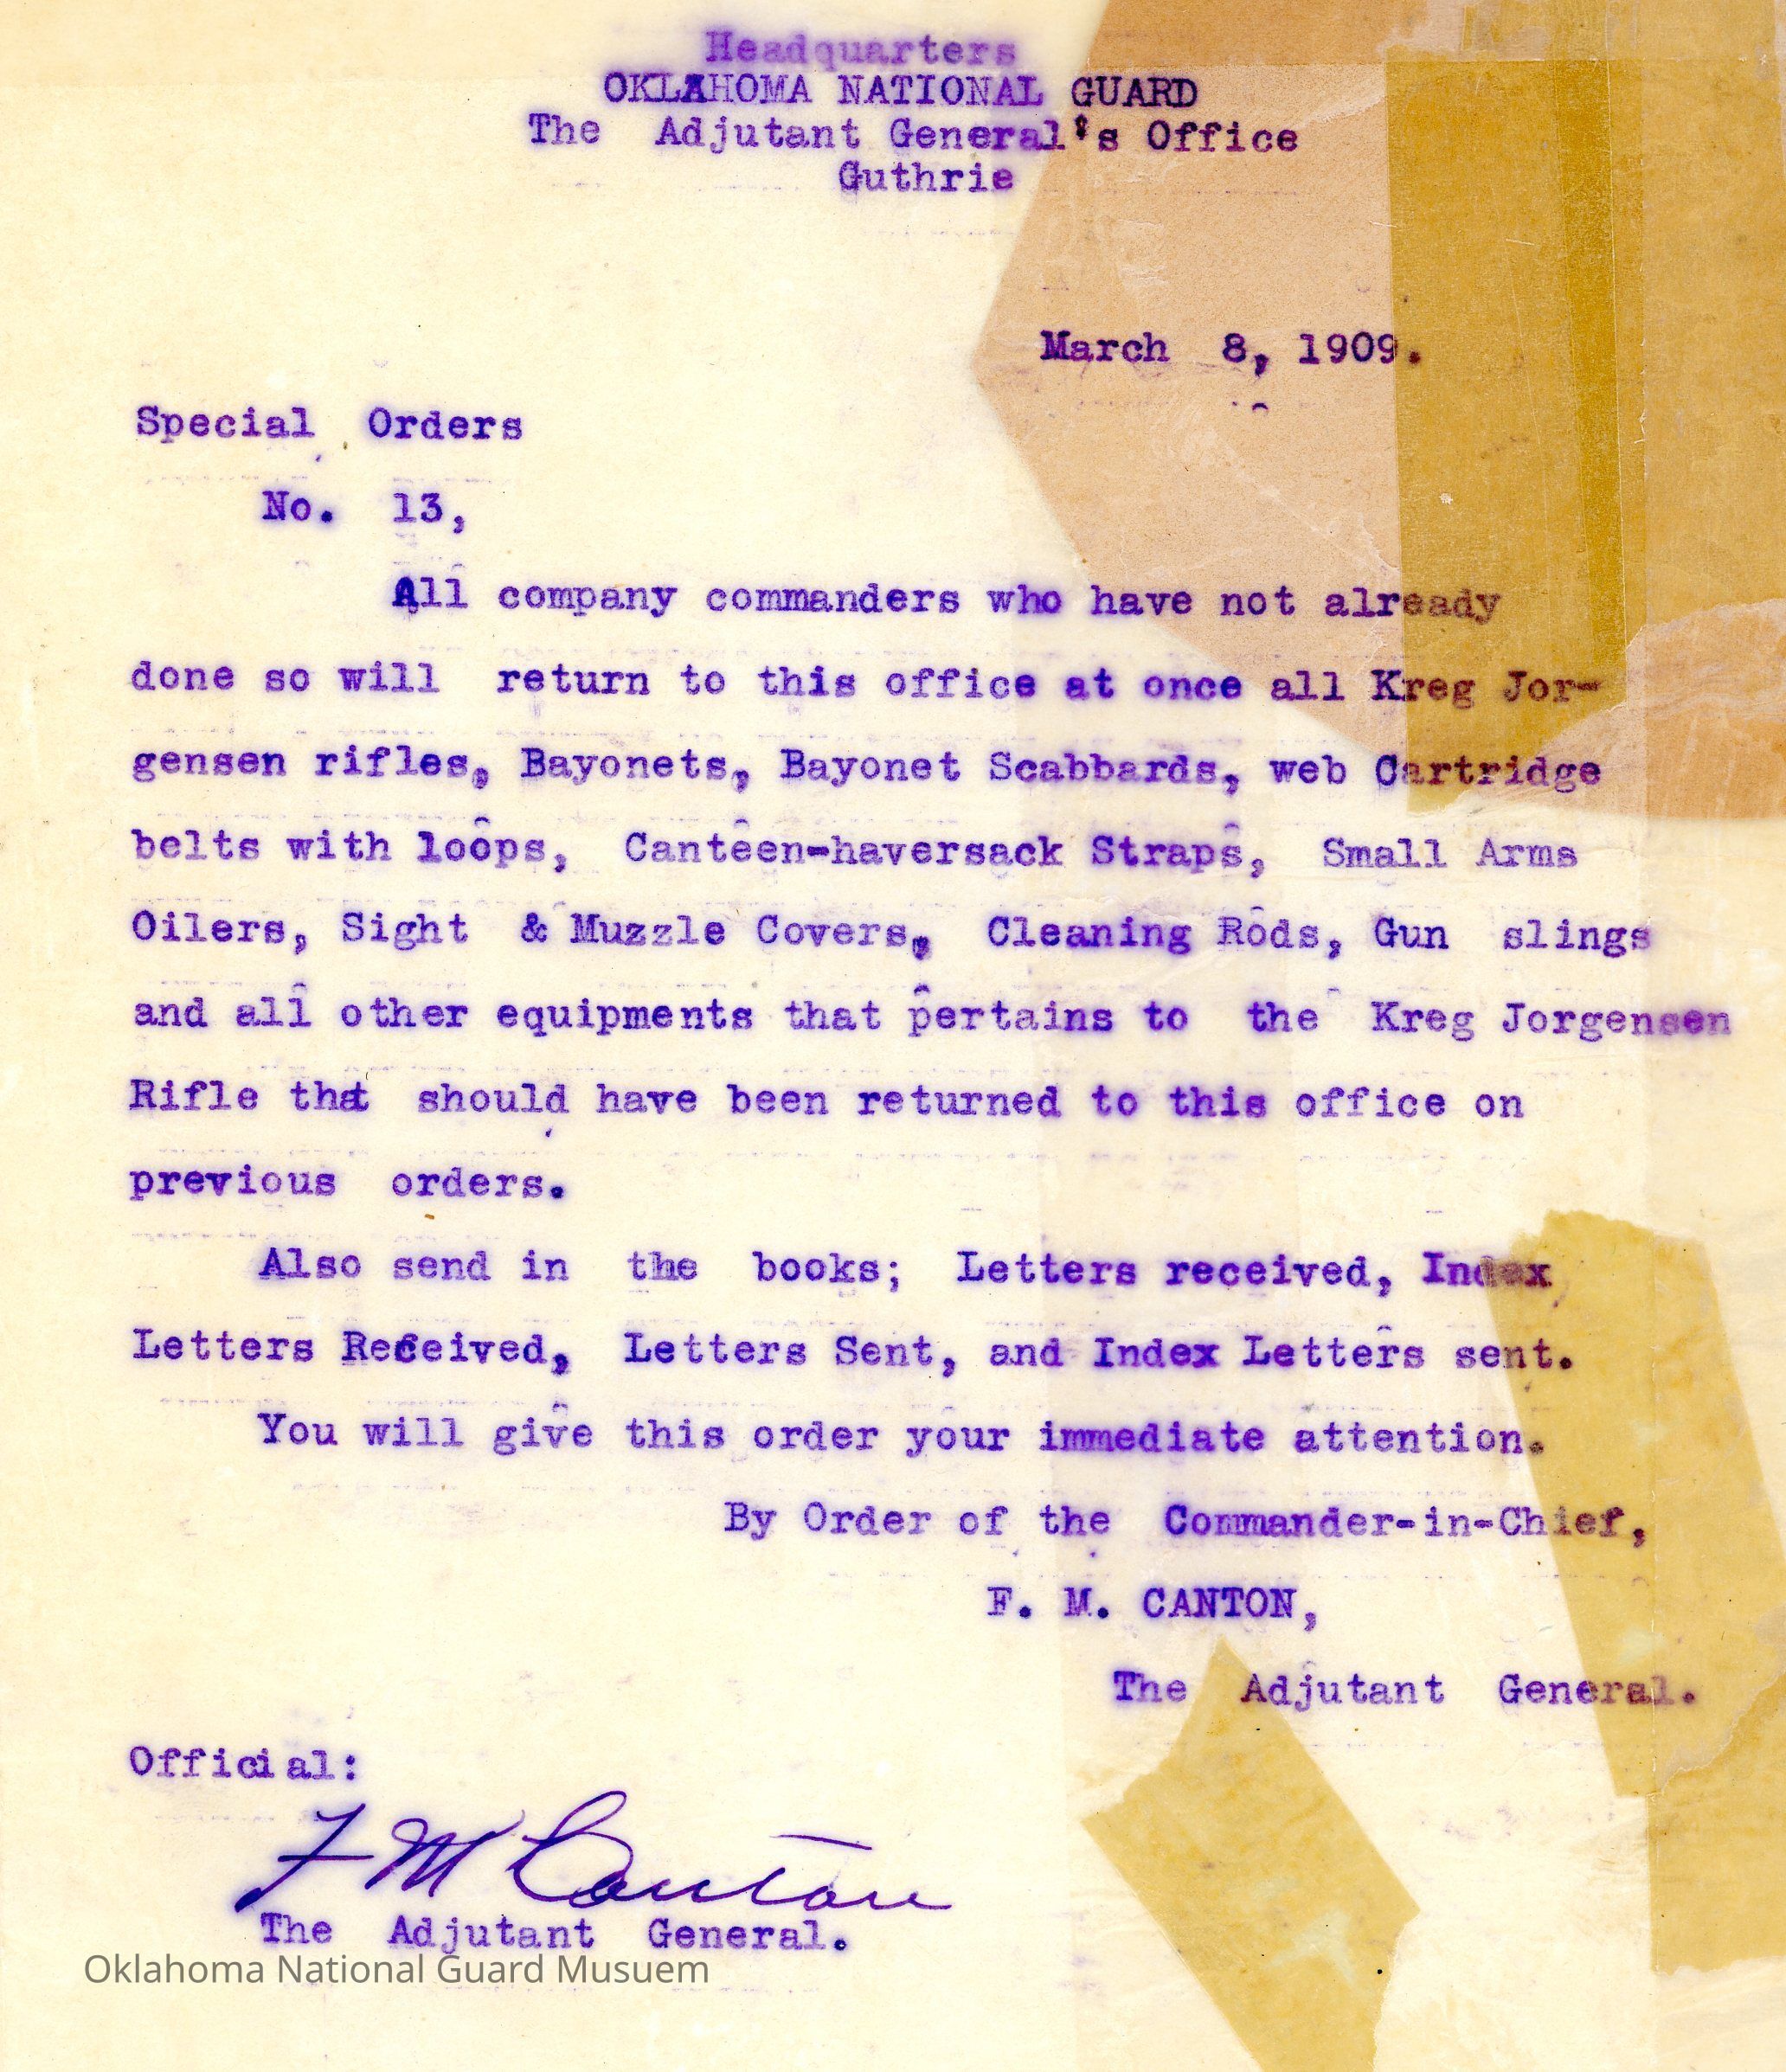 Headquarters
OKLAHOMA NATIONAL GUARD
The Adjutant General's Office
Guthrie
March 8, 1909.
Special Orders
No. 13,
All company commanders who have not already
done so will return to this office at once all Kreg Jor-
gensen rifles, Bayonets, Bayonet Scabbards, web Cartridge
belts with loops, Canteen-haversack Straps, Small Arms
Oilers, Sight & Muzzle Covers, Cleaning Rods, Gun slings
and all other equipments that pertains to the Kreg Jorgensen
Rifle that should have been returned to this office on
previous orders.
Also send in the books; Letters received, Index
Letters Received, Letters Sent, and Index Letters sent.
You will give this order your immediate attention.
By Order of the Commander-in-Chief,
F. M. CANTON,
The Adjutant General.
Official:
F M Canton
The Adjutant General.
Oklahoma National Guard Musuem